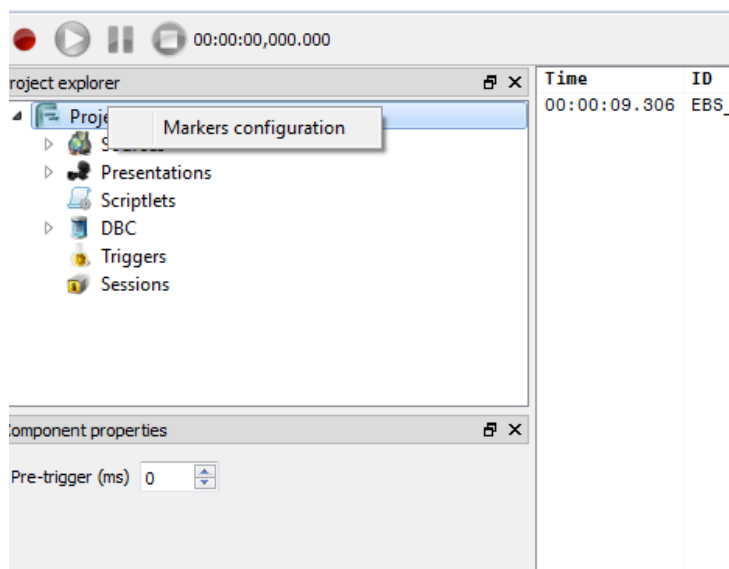 00:00:00,000.000
roject explorer
Time ID
00:00:09.306 EBS_
Proje
Markers configuration
Presentations
Scriptlets
DBC
Triggers
Sessions
omponent properties
Pre-trigger (ms) 0